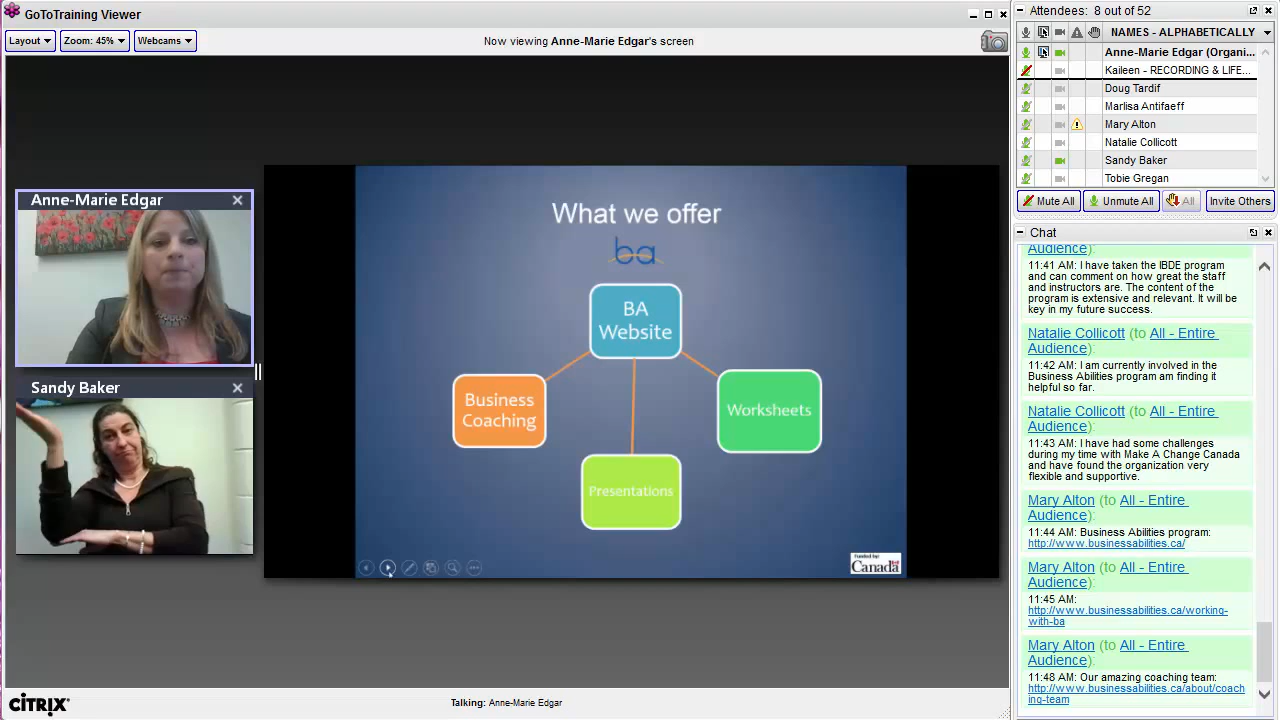 GoToTraining Viewer
Layout
Zoom: 45%
Webcams
Now viewing Anne-Marie Edgar's screen
Anne-Marie Edgar
Sandy Baker
What we offer
ba
BA
Website
Business
Coaching
Worksheets
Presentations
Funded by:
Canada
CITRIX
Talking: Anne-Marie Edgar
Attendees: 8 out of 52
NAMES - ALPHABETICALLY
Anne-Marie Edgar (Organi...
Kaileen - RECORDING & LIFE...
Doug Tardif
Marlisa Antifaeff
Mary Alton
Natalie Collicott
Sandy Baker
Tobie Gregan
Mute All
Unmute All
All
Invite Others
Chat
Audience):
11:41 AM: I have taken the IBDE program
and can comment on how great the staff
and instructors are. The content of the
program is extensive and relevant. It will be
key in my future success.
Natalie Collicott (to All - Entire
Audience):
11:42 AM: I am currently involved in the
Business Abilities program am finding it
helpful so far.
Natalie Collicott (to All - Entire
Audience):
11:43 AM: I have had some challenges
during my time with Make A Change Canada
and have found the organization very
flexible and supportive.
Mary Alton (to All - Entire
Audience):
11:44 AM: Business Abilities program:
http://www.businessabilities.ca/
Mary Alton (to All - Entire
Audience):
11:45 AM:
http://www.businessabilities.ca/working-
with-ba
Mary Alton (to All - Entire
Audience):
11:48 AM: Our amazing coaching team:
http://www.businessabilities.ca/about/coach
ing-team